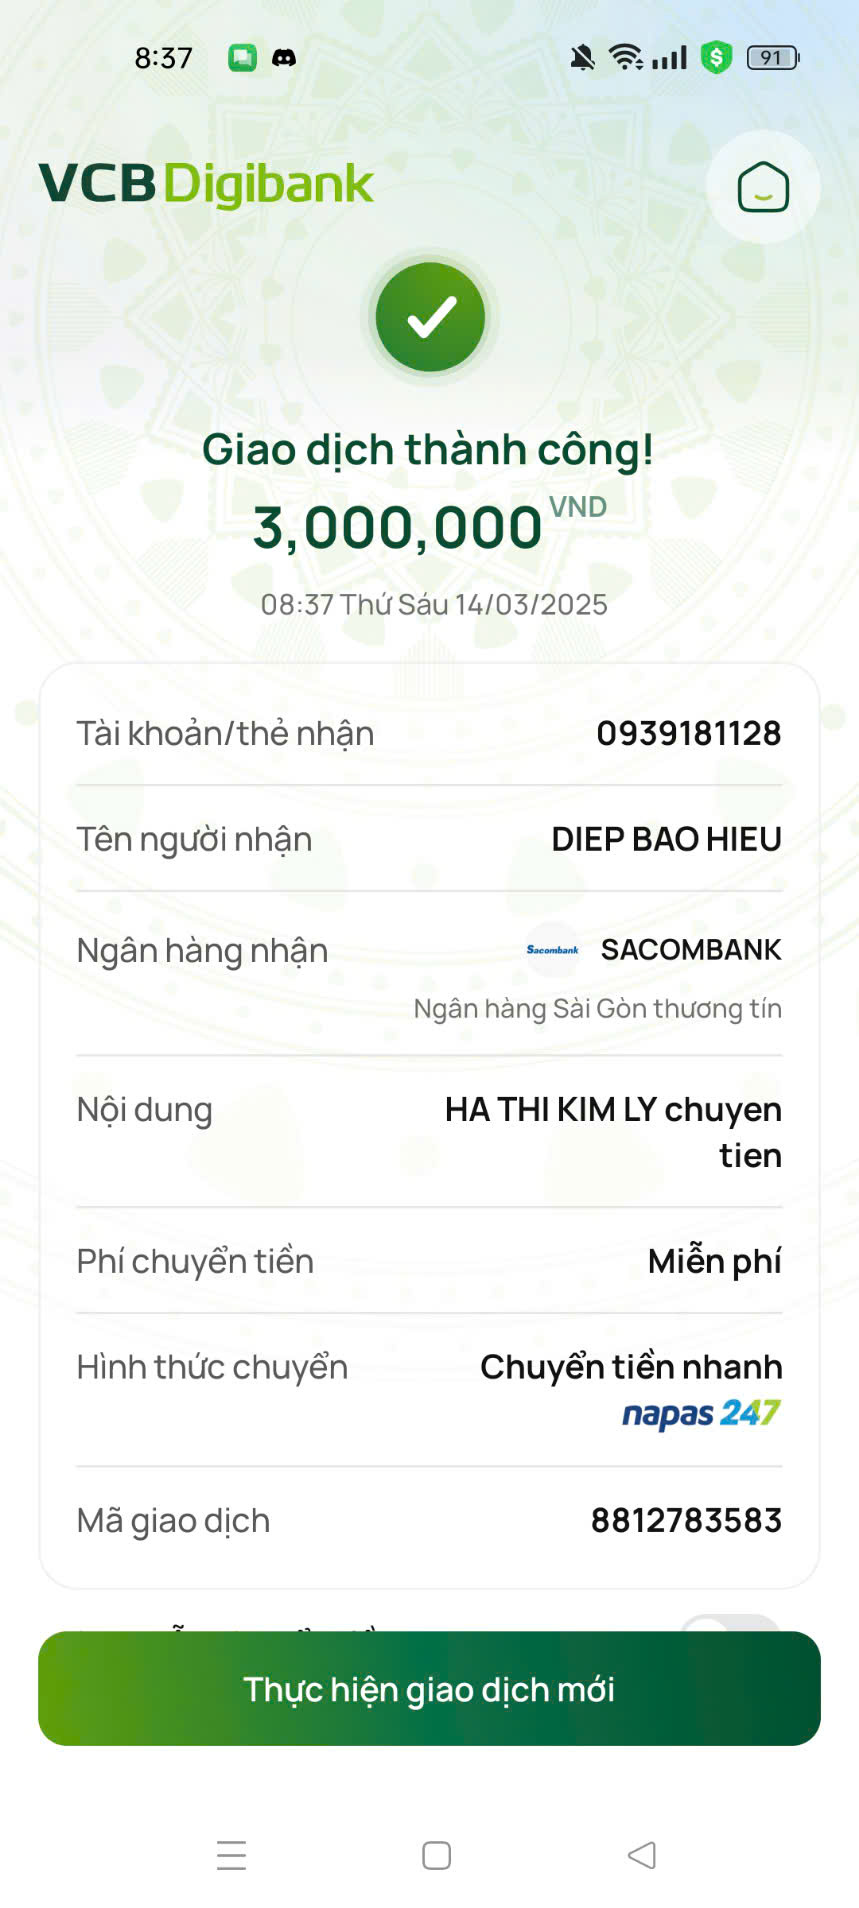 8:37
91
VCB Digibank
Giao dịch thành công!
3,000,000 VND
08:37 Thứ Sáu 14/03/2025
Tài khoản/thẻ nhận 0939181128
Tên người nhận DIEP BAO HIEU
Ngân hàng nhận Sacombank SACOMBANK
Ngân hàng Sài Gòn thương tín
Nội dung HA THI KIM LY chuyen
tien
Phí chuyển tiền Miễn phí
Hình thức chuyển Chuyển tiền nhanh
napas 247
Mã giao dịch 8812783583
Thực hiện giao dịch mới